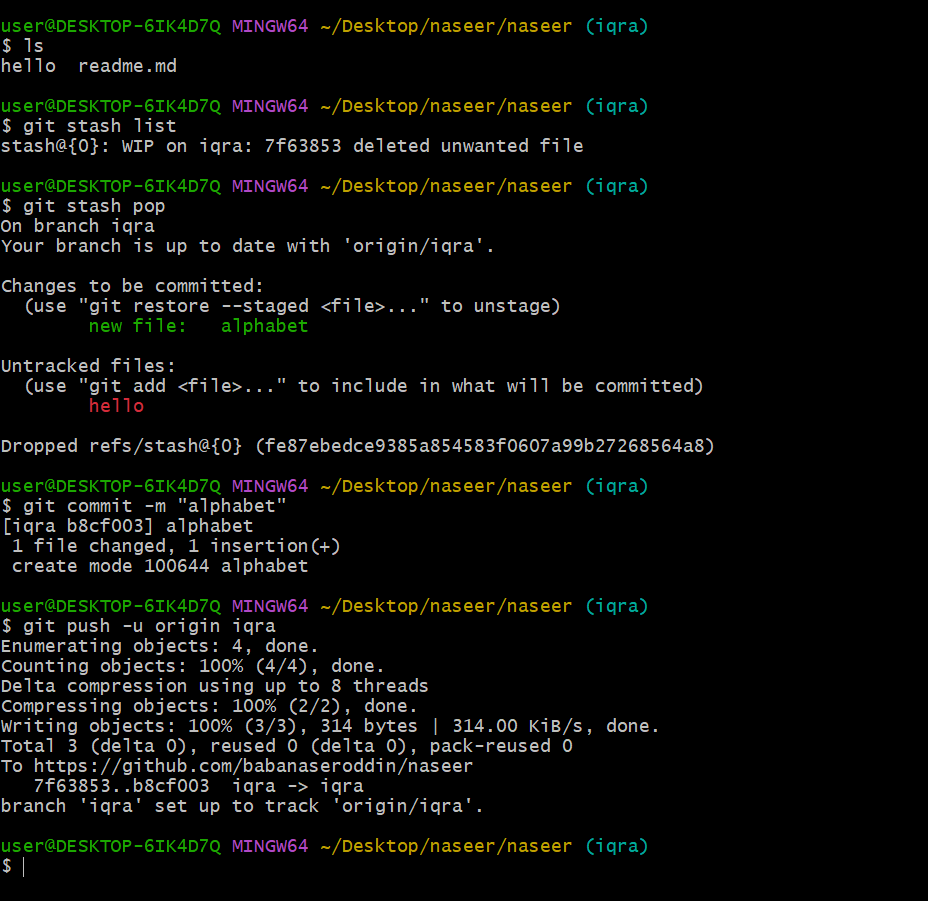 user@DESKTOP-6IK4D7Q MINGW64 ~/Desktop/naseer/naseer (iqra)
$ ls
hello  readme.md
user@DESKTOP-6IK4D7Q MINGW64 ~/Desktop/naseer/naseer (iqra)
$ git stash list
stash@{0}: WIP on iqra: 7f63853 deleted unwanted file
user@DESKTOP-6IK4D7Q MINGW64 ~/Desktop/naseer/naseer (iqra)
$ git stash pop
On branch iqra
Your branch is up to date with 'origin/iqra'.
Changes to be committed:
  (use "git restore --staged <file>..." to unstage)
        new file:   alphabet
Untracked files:
  (use "git add <file>..." to include in what will be committed)
        hello
Dropped refs/stash@{0} (fe87ebedce9385a854583f0607a99b27268564a8)
user@DESKTOP-6IK4D7Q MINGW64 ~/Desktop/naseer/naseer (iqra)
$ git commit -m "alphabet"
[iqra b8cf003] alphabet
 1 file changed, 1 insertion(+)
 create mode 100644 alphabet
user@DESKTOP-6IK4D7Q MINGW64 ~/Desktop/naseer/naseer (iqra)
$ git push -u origin iqra
Enumerating objects: 4, done.
Counting objects: 100% (4/4), done.
Delta compression using up to 8 threads
Compressing objects: 100% (2/2), done.
Writing objects: 100% (3/3), 314 bytes | 314.00 KiB/s, done.
Total 3 (delta 0), reused 0 (delta 0), pack-reused 0
To https://github.com/babanaseroddin/naseer
   7f63853..b8cf003  iqra -> iqra
branch 'iqra' set up to track 'origin/iqra'.
user@DESKTOP-6IK4D7Q MINGW64 ~/Desktop/naseer/naseer (iqra)
$